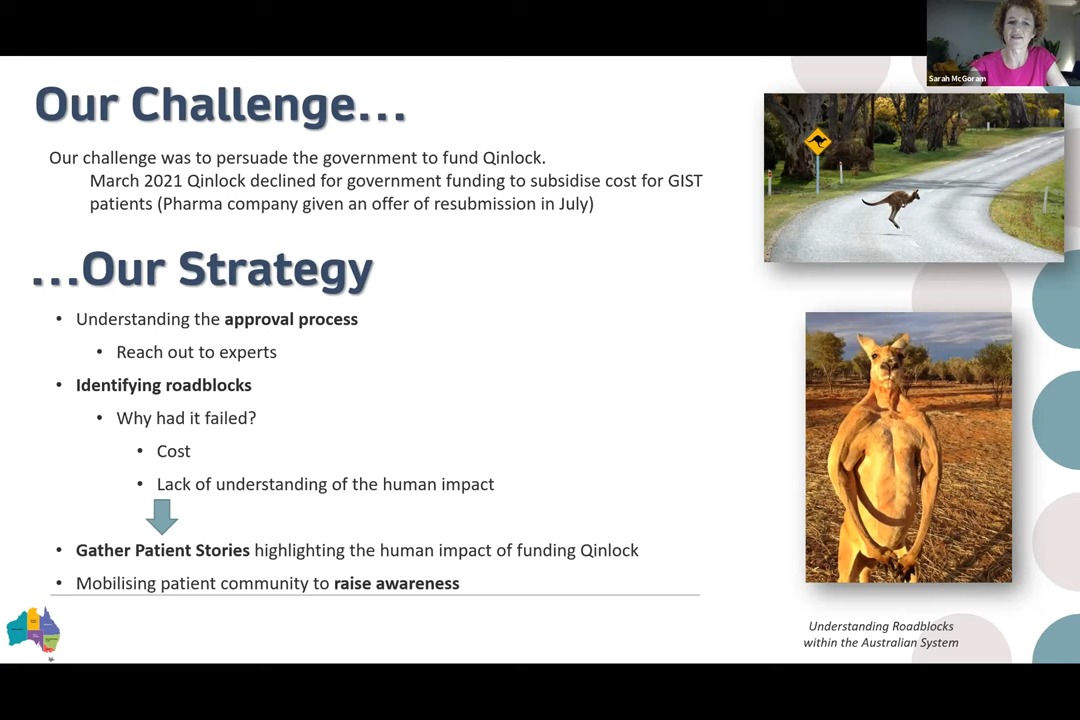 Sarah McGoram
Our Challenge...
Our challenge was to persuade the government to fund Qinlock.
March 2021 Qinlock declined for government funding to subsidise cost for GIST
patients (Pharma company given an offer of resubmission in July)
...Our Strategy
• Understanding the approval process
• Reach out to experts
• Identifying roadblocks
• Why had it failed?
• Cost
• Lack of understanding of the human impact
• Gather Patient Stories highlighting the human impact of funding Qinlock
• Mobilising patient community to raise awareness
Understanding Roadblocks
within the Australian System